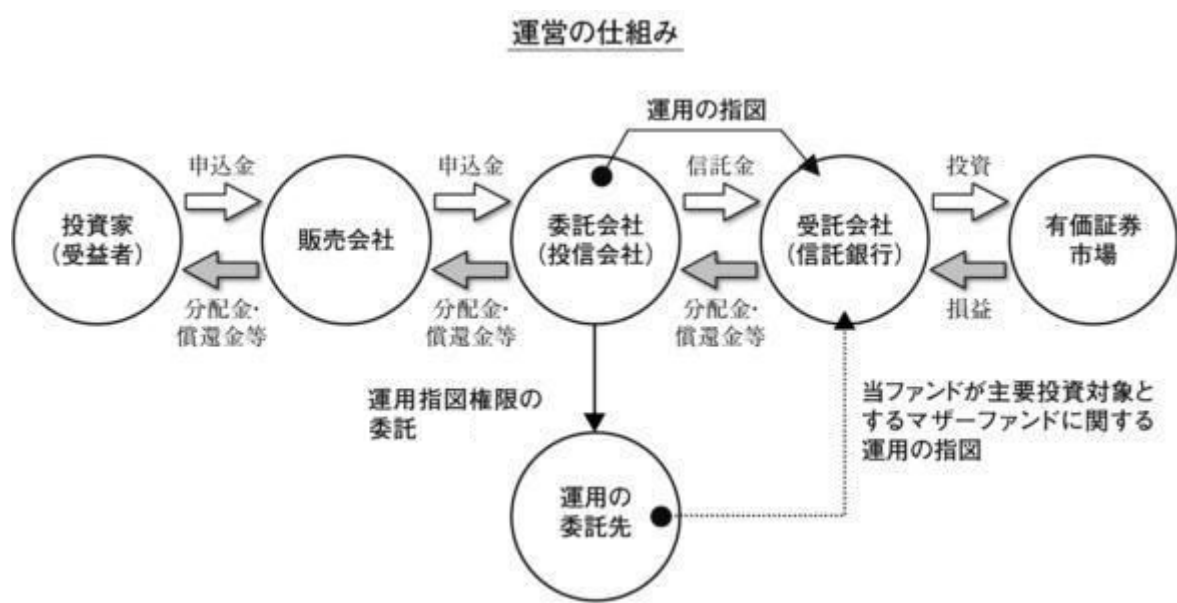 運営の仕組み
運用の指図
申込金
申込金
信託金
投資
投資家
(受益者)
販売会社
委託会社
(投信会社)
受託会社
(信託銀行)
有価証券
市場
分配金・
償還金等
分配金・
償還金等
分配金・
償還金等
損益
運用指図権限の
委託
当ファンドが主要投資対象と
するマザーファンドに関する
運用の指図
運用の
委託先